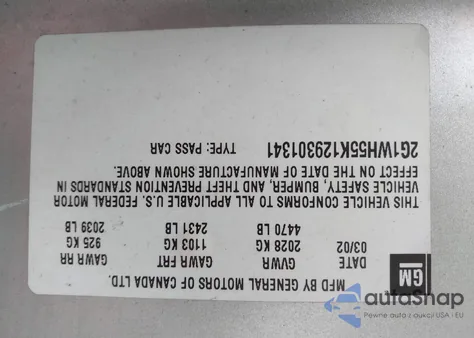 MFD BY GENERAL MOTORS OF CANADA LTD.
GM
DATE GVWR GAWR FRT GAWR RR
03/02 2028 KG 1103 KG 925 KG
4470 LB 2431 LB 2039 LB
THIS VEHICLE CONFORMS TO ALL APPLICABLE U.S. FEDERAL MOTOR
VEHICLE SAFETY, BUMPER, AND THEFT PREVENTION STANDARDS IN
EFFECT ON THE DATE OF MANUFACTURE SHOWN ABOVE.
2G1WH55K129301341 TYPE: PASS CAR
autaSnap
Pewne auta z aukcji USA i EU